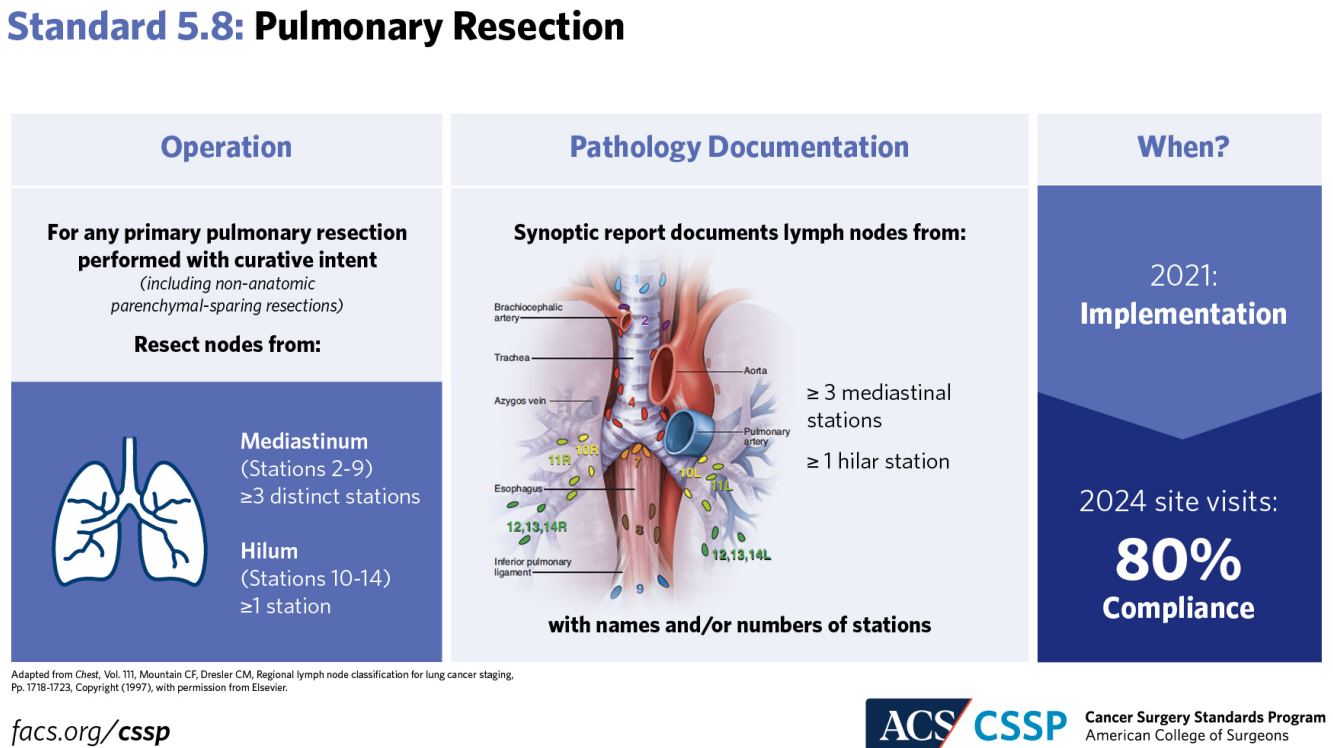 Standard 5.8: Pulmonary Resection
Operation
For any primary pulmonary resection
performed with curative intent
(including non-anatomic
parenchymal-sparing resections)
Resect nodes from:
Mediastinum
(Stations 2-9)
≥3 distinct stations
Hilum
(Stations 10-14)
≥1 station
Pathology Documentation
Synoptic report documents lymph nodes from:
1
Brachiocephalic
artery
2
Trachea
Aorta
Azygos vein
4
Pulmonary
artery
10R
11R
7
10L
11L
Esophagus
12,13,14R
8
12,13,14L
Inferior pulmonary
ligament
9
≥ 3 mediastinal
stations
≥ 1 hilar station
with names and/or numbers of stations
When?
2021:
Implementation
2024 site visits:
80%
Compliance
Adapted from Chest, Vol. 111, Mountain CF, Dresler CM, Regional lymph node classification for lung cancer staging,
Pp. 1718-1723, Copyright (1997), with permission from Elsevier.
facs.org/cssp
ACS CSSP
Cancer Surgery Standards Program
American College of Surgeons